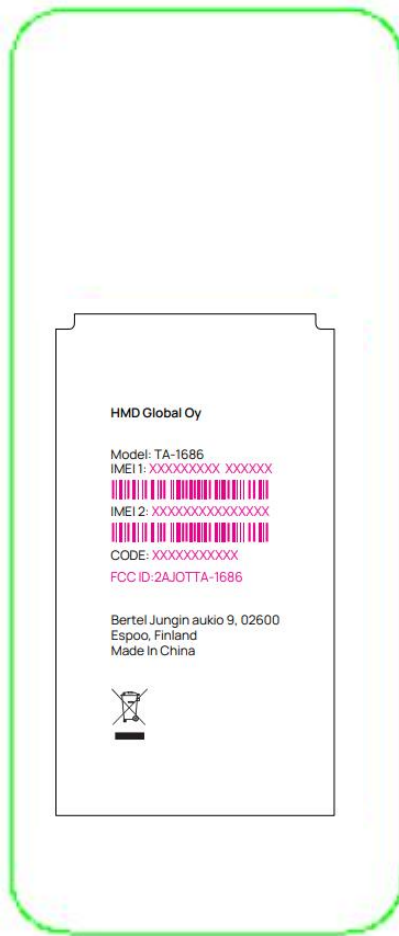 HMD Global Oy
Model: TA-1686
IMEI 1: XXXXXXXXX XXXXXX
IMEI 2: XXXXXXXXXXXXXXX
CODE: XXXXXXXXXXX
FCC ID:2AJOTTA-1686
Bertel Jungin aukio 9, 02600
Espoo, Finland
Made In China